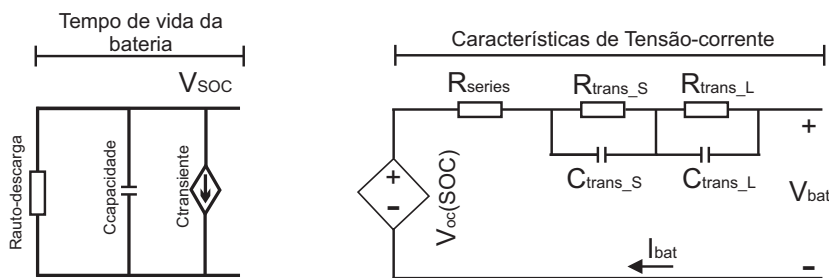 Tempo de vida da
bateria
VSOC
Rauto-descarga
Ccapacidade
Ctransiente
Características de Tensão-corrente
Rseries
Rtrans_S
Rtrans_L
+
Ctrans_S
Ctrans_L
+
-
Voc(SOC)
Vbat
Ibat
-